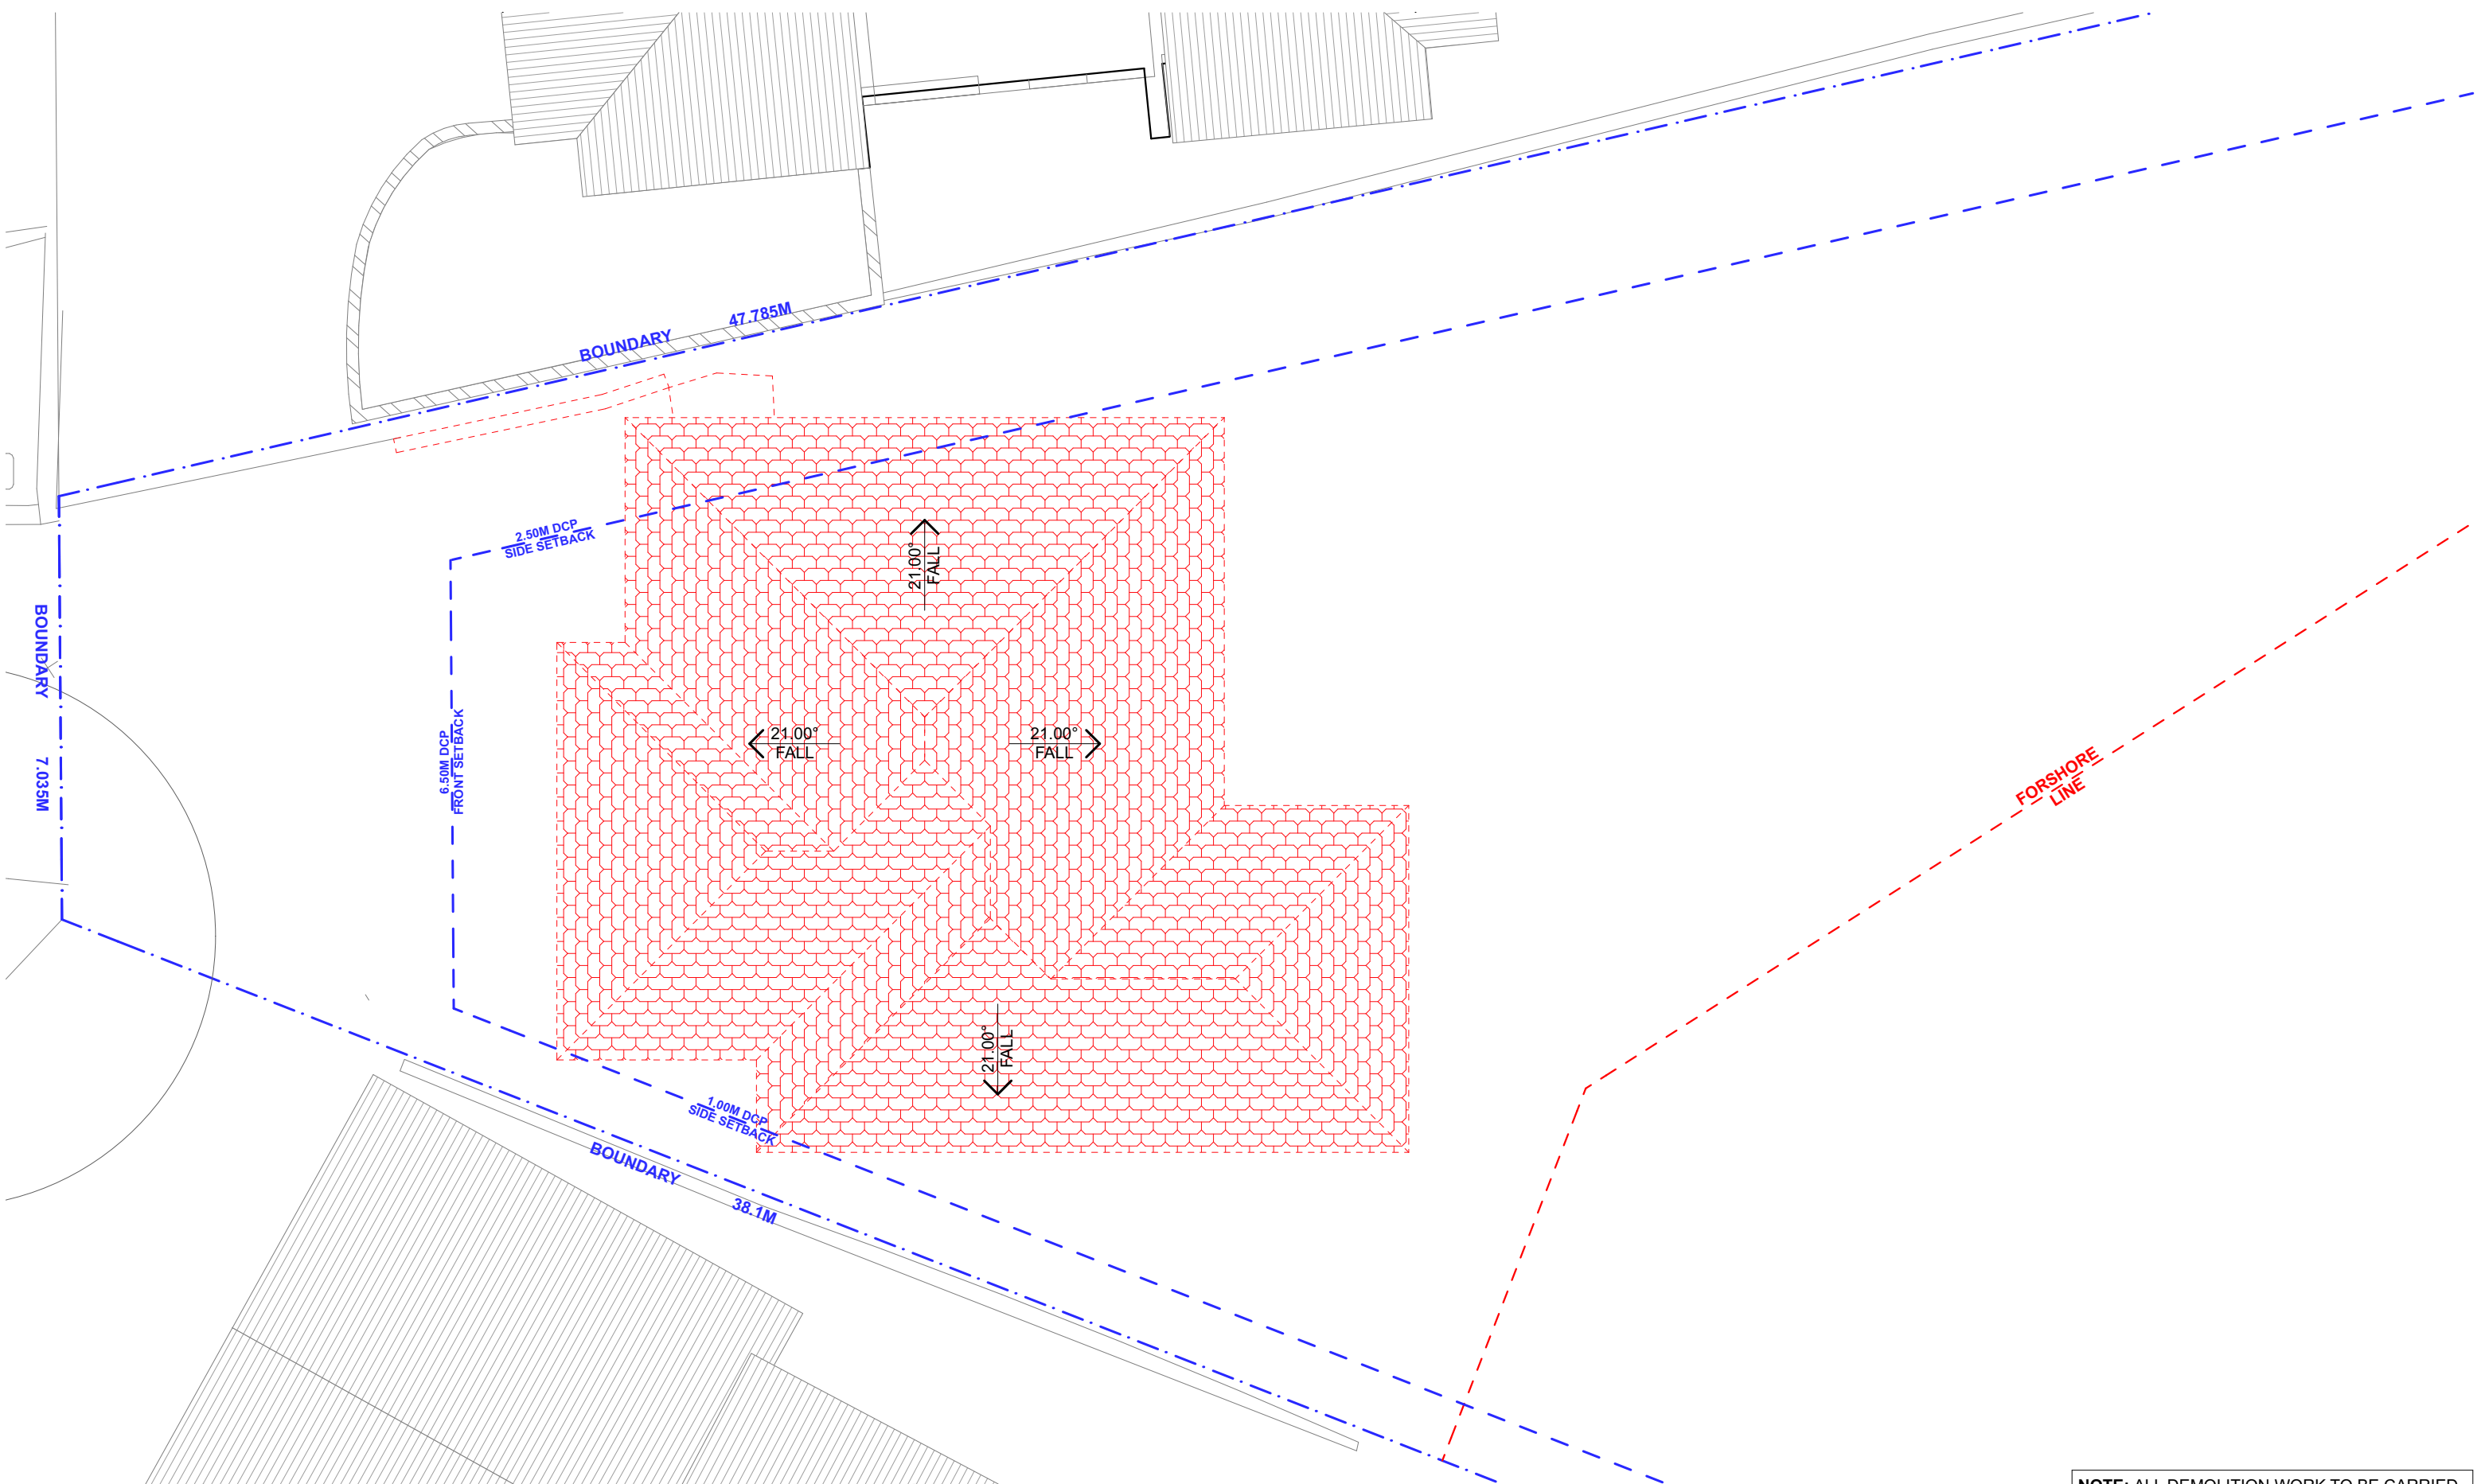 47.785M
BOUNDARY
2.50M DCP
SIDE SETBACK
21.00°
FALL
BOUNDARY
7.035M
6.50M DCP
FRONT SETBACK
21.00°
FALL
21.00°
FALL
FORSHORE
LINE
21.00°
FALL
1.00M DCP
SIDE SETBACK
BOUNDARY
38.1M
NOTE: ALL DEMOLITION WORK TO BE CARRIED